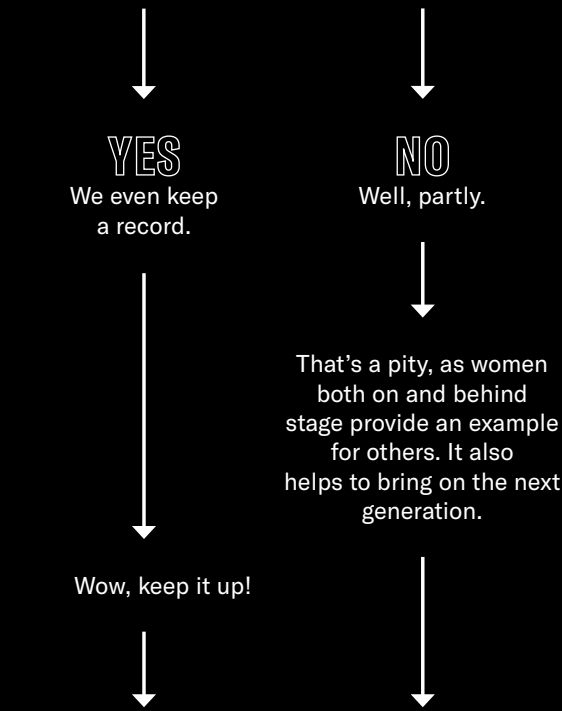 YES
We even keep
a record.
Wow, keep it up!
NO
Well, partly.
That’s a pity, as women
both on and behind
stage provide an example
for others. It also
helps to bring on the next
generation.